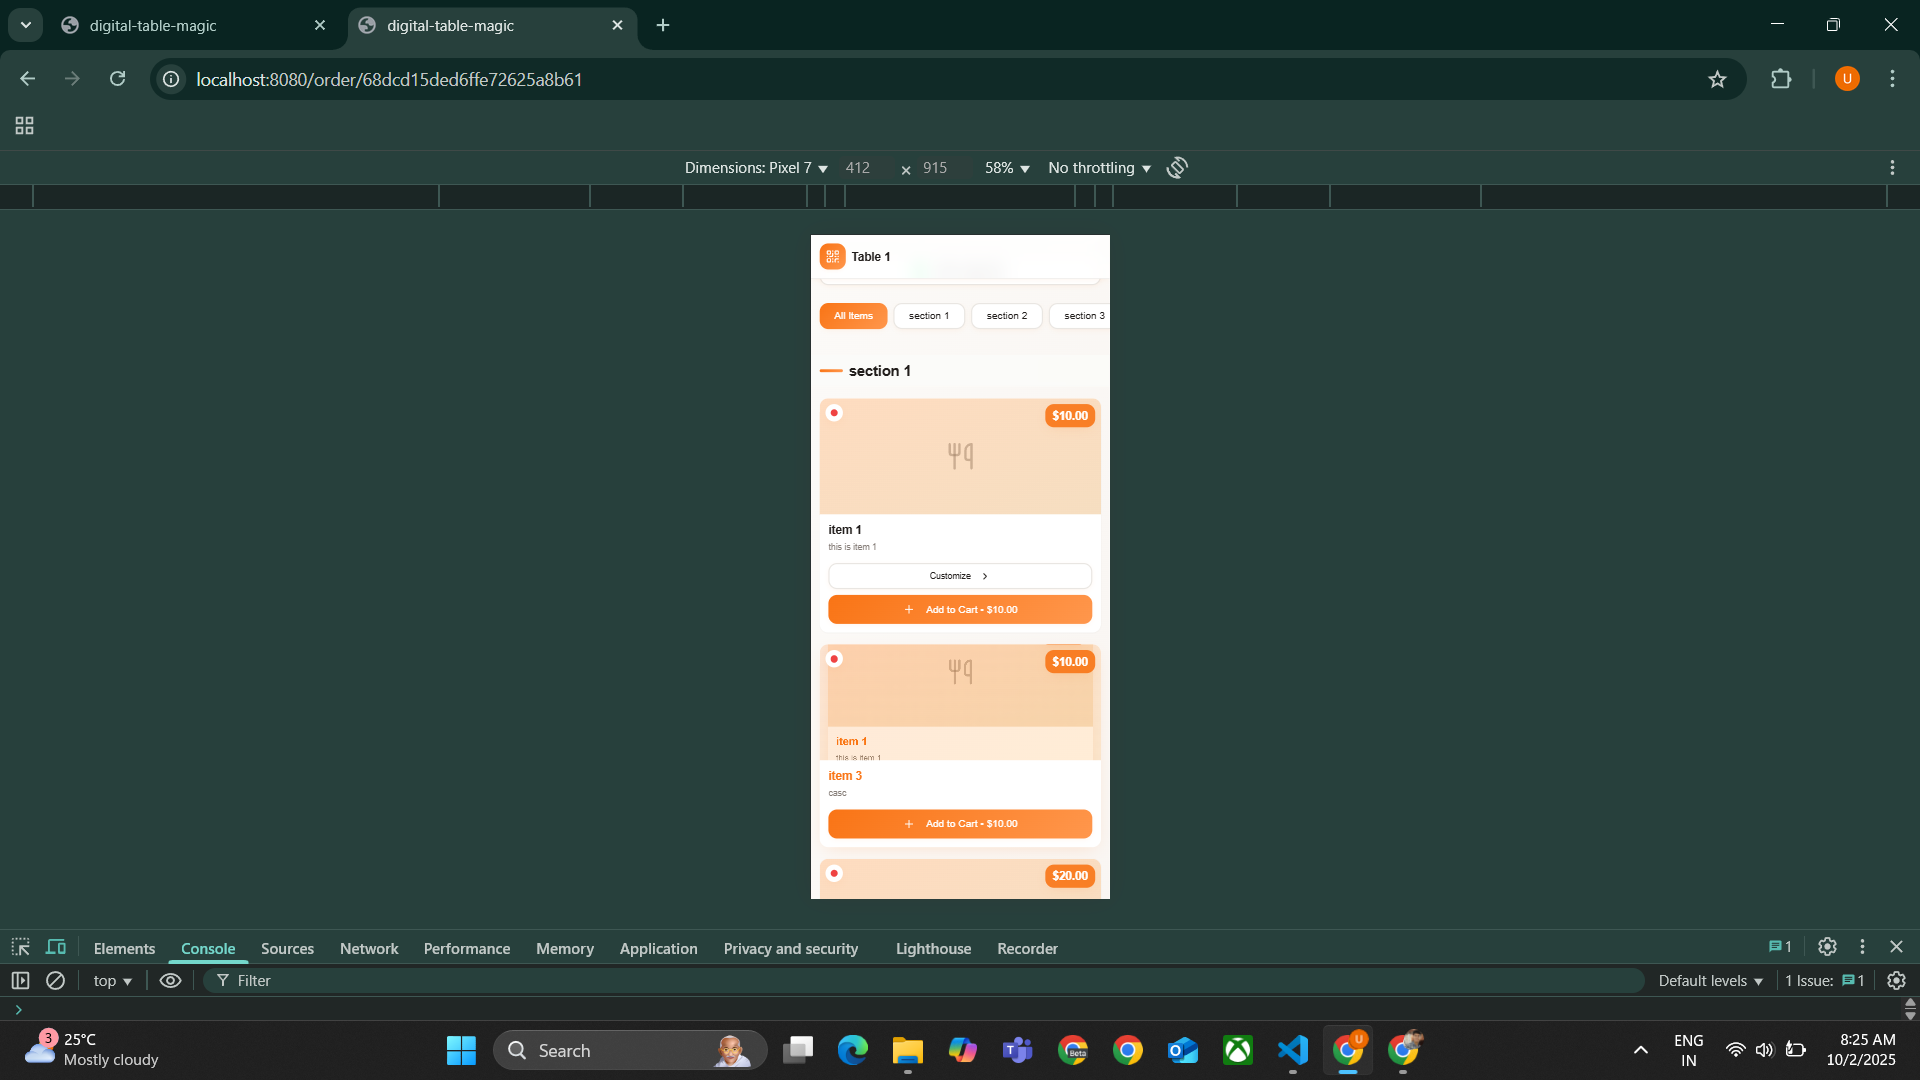 digital-table-magic
digital-table-magic
localhost:8080/order/68dcd15ded6ffe72625a8b61
U
Dimensions: Pixel 7
412 × 915
58%
No throttling
Table 1
All Items
section 1
section 2
section 3
section 1
$10.00
item 1
this is item 1
Customize
Add to Cart • $10.00
$10.00
item 1
this is item 1
item 3
casc
Add to Cart • $10.00
$20.00
Elements Console Sources Network Performance Memory Application Privacy and security Lighthouse Recorder
1
top
Filter
Default levels
1 Issue: 1
3
25°C
Mostly cloudy
Search
T
Beta
U
ENG
IN
8:25 AM
10/2/2025